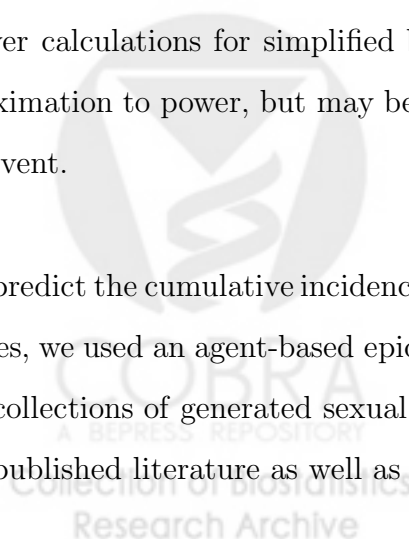 ver calculations for simplified b
ximation to power, but may be
vent.
predict the cumulative incidenc
es, we used an agent-based epid
COBRA
collections of generated sexual
A BEPRESS REPOSITORY
published literature as well as
Collection of Biostatistics
Research Archive